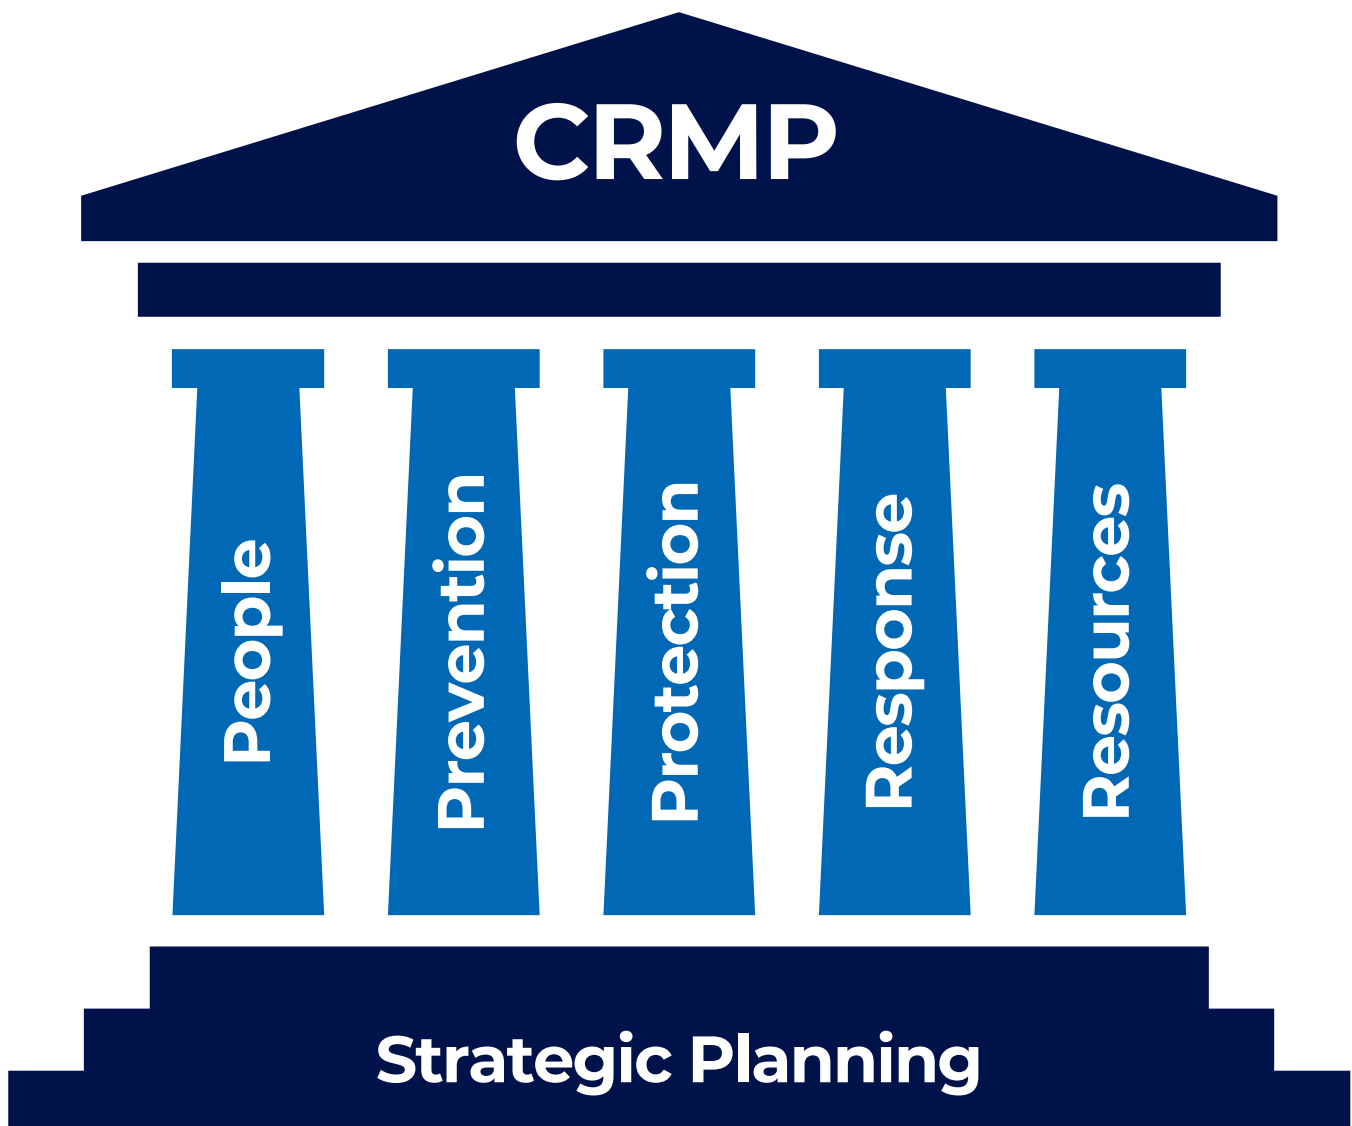 CRMP
People
Prevention
Protection
Response
Resources
Strategic Planning